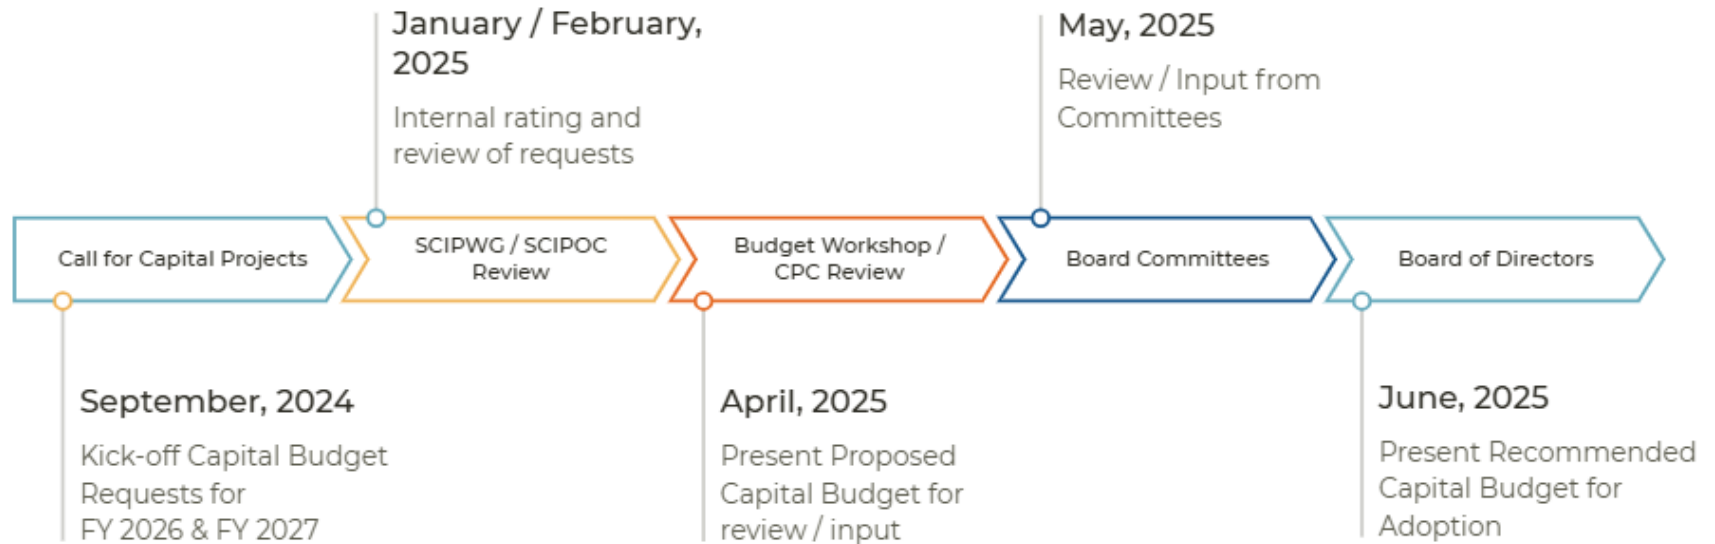 January / February,
2025
Internal rating and
review of requests
May, 2025
Review / Input from
Committees
Call for Capital Projects
SCIPWG / SCIPOC
Review
Budget Workshop /
CPC Review
Board Committees
Board of Directors
September, 2024
Kick-off Capital Budget
Requests for
FY 2026 & FY 2027
April, 2025
Present Proposed
Capital Budget for
review / input
June, 2025
Present Recommended
Capital Budget for
Adoption